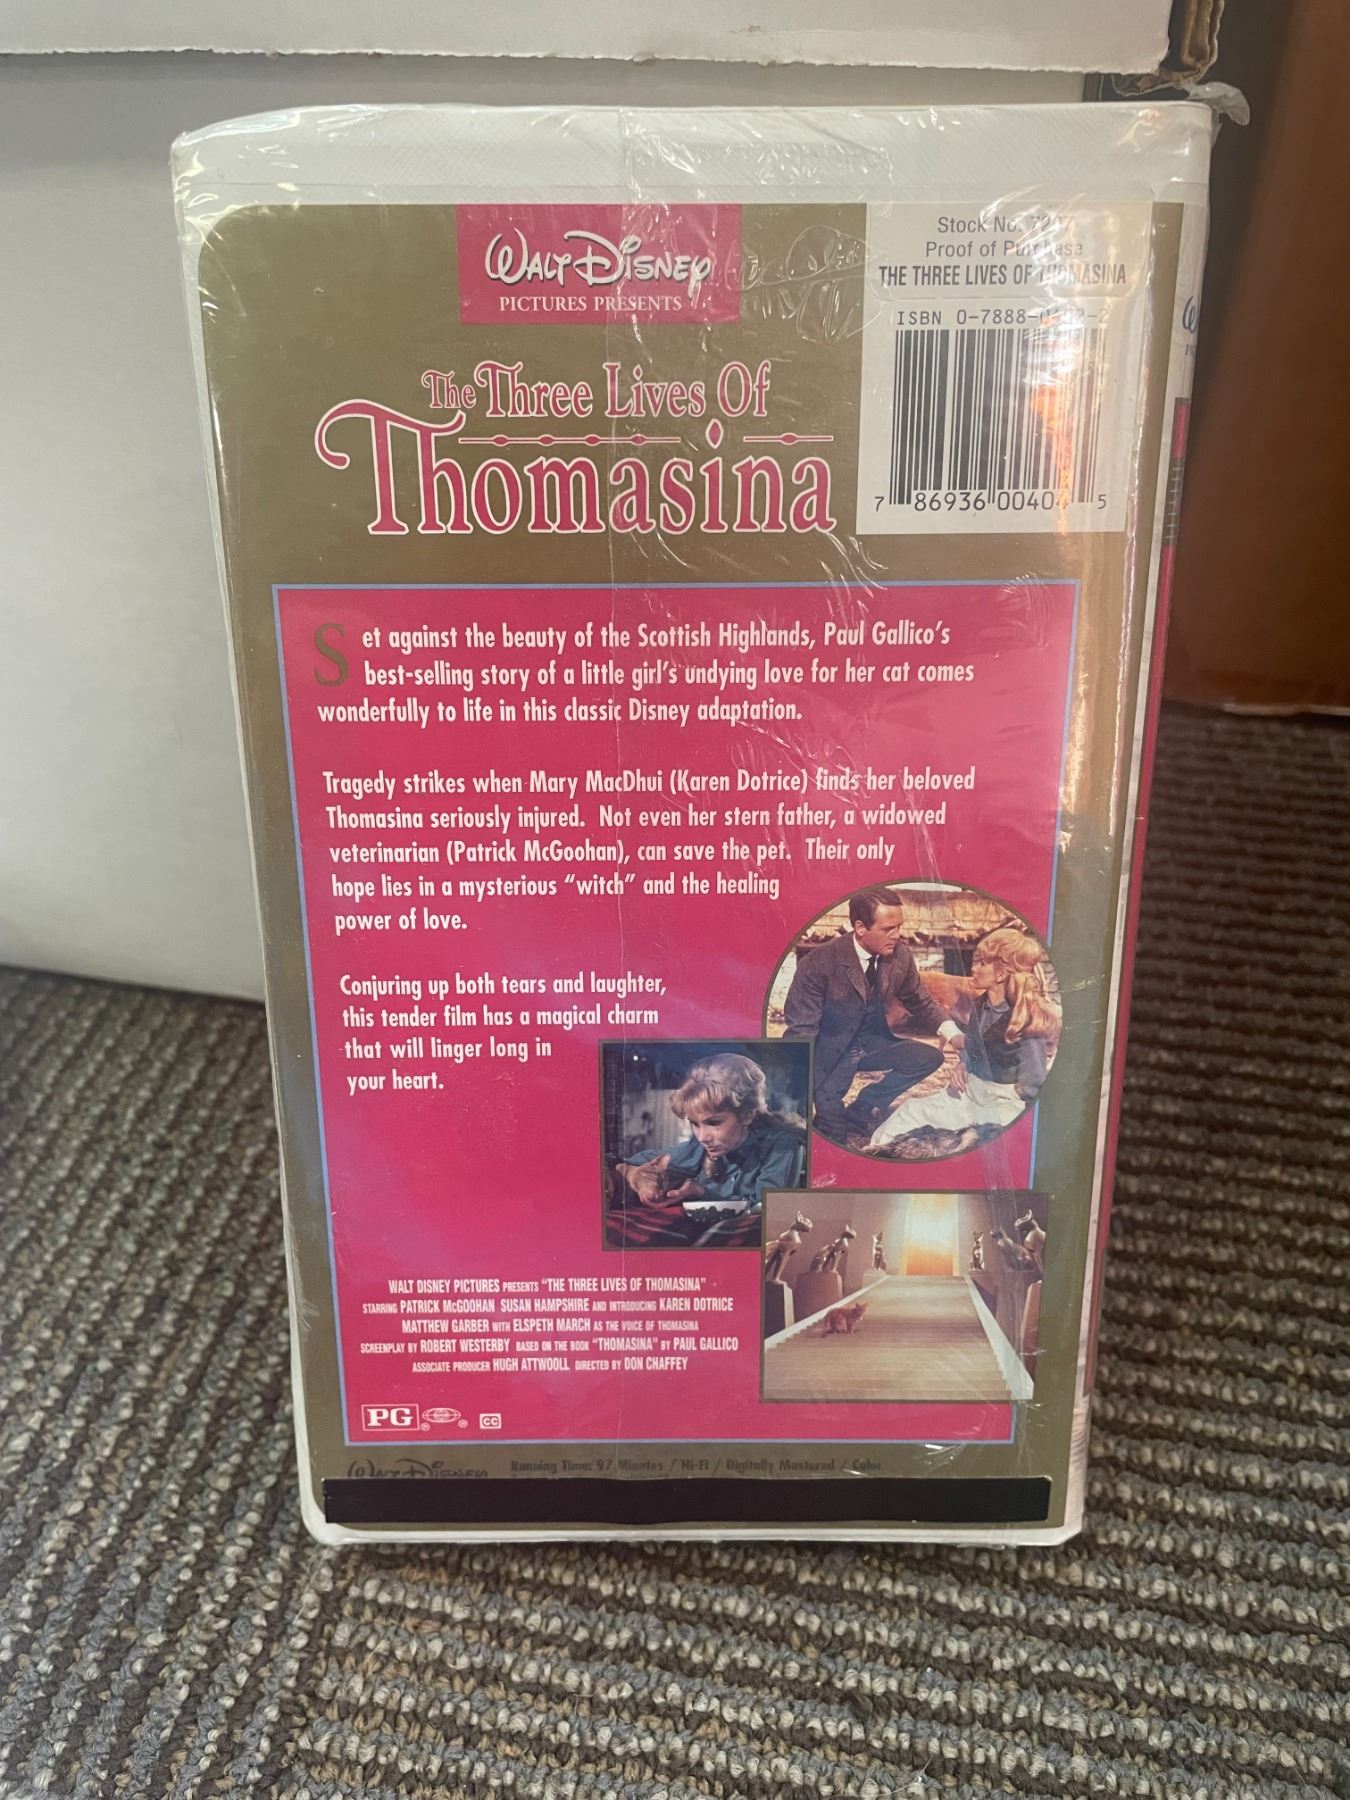 WALT DISNEY
PICTURES PRESENTS
Stock No.
Proof of Purchase
THE THREE LIVES OF THOMASINA
ISBN 0-7888-
7 86936 00404 5
The Three Lives Of
Thomasina
Set against the beauty of the Scottish Highlands, Paul Gallico's
best-selling story of a little girl's undying love for her cat comes
wonderfully to life in this classic Disney adaptation.
Tragedy strikes when Mary MacDhui (Karen Dotrice) finds her beloved
Thomasina seriously injured. Not even her stern father, a widowed
veterinarian (Patrick McGoohan), can save the pet. Their only
hope lies in a mysterious "witch" and the healing
power of love.
Conjuring up both tears and laughter,
this tender film has a magical charm
that will linger long in
your heart.
WALT DISNEY PICTURES PRESENTS "THE THREE LIVES OF THOMASINA"
STARRING PATRICK McGOOHAN SUSAN HAMPSHIRE AND INTRODUCING KAREN DOTRICE
MATTHEW GARBER WITH ELSPETH MARCH AS THE VOICE OF THOMASINA
SCREENPLAY BY ROBERT WESTERBY BASED ON THE BOOK "THOMASINA" BY PAUL GALLICO
ASSOCIATE PRODUCER HUGH ATTWOOLL DIRECTED BY DON CHAFFEY
PG ® ® CC
WALT DISNEY Running Time: 97 Minutes / Hi-Fi / Digitally Mastered / Color